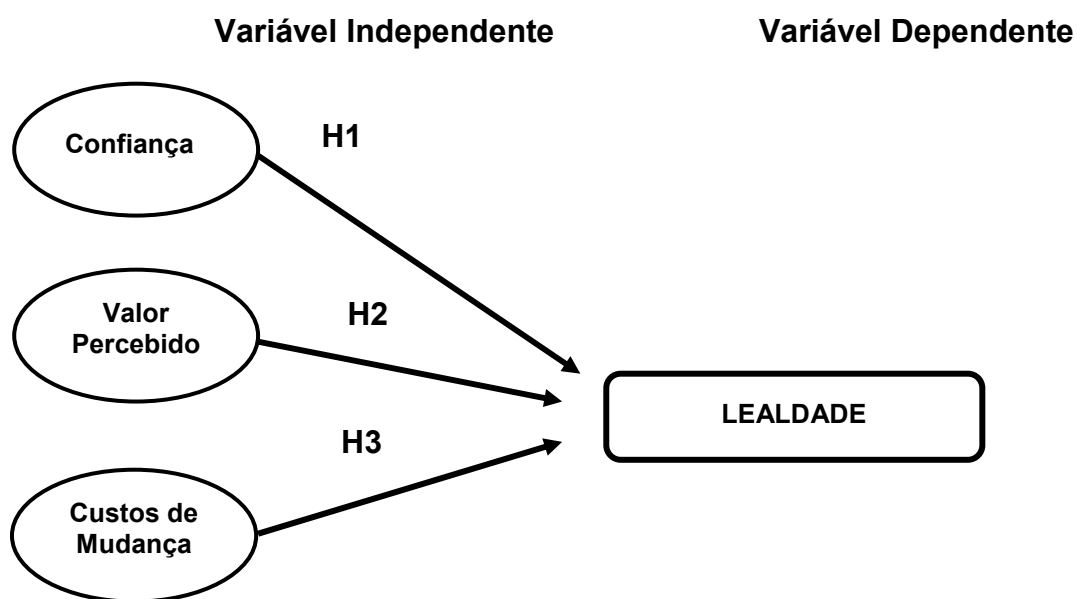 Variável Independente
Variável Dependente
Confiança
H1
Valor
Percebido
H2
LEALDADE
H3
Custos de
Mudança